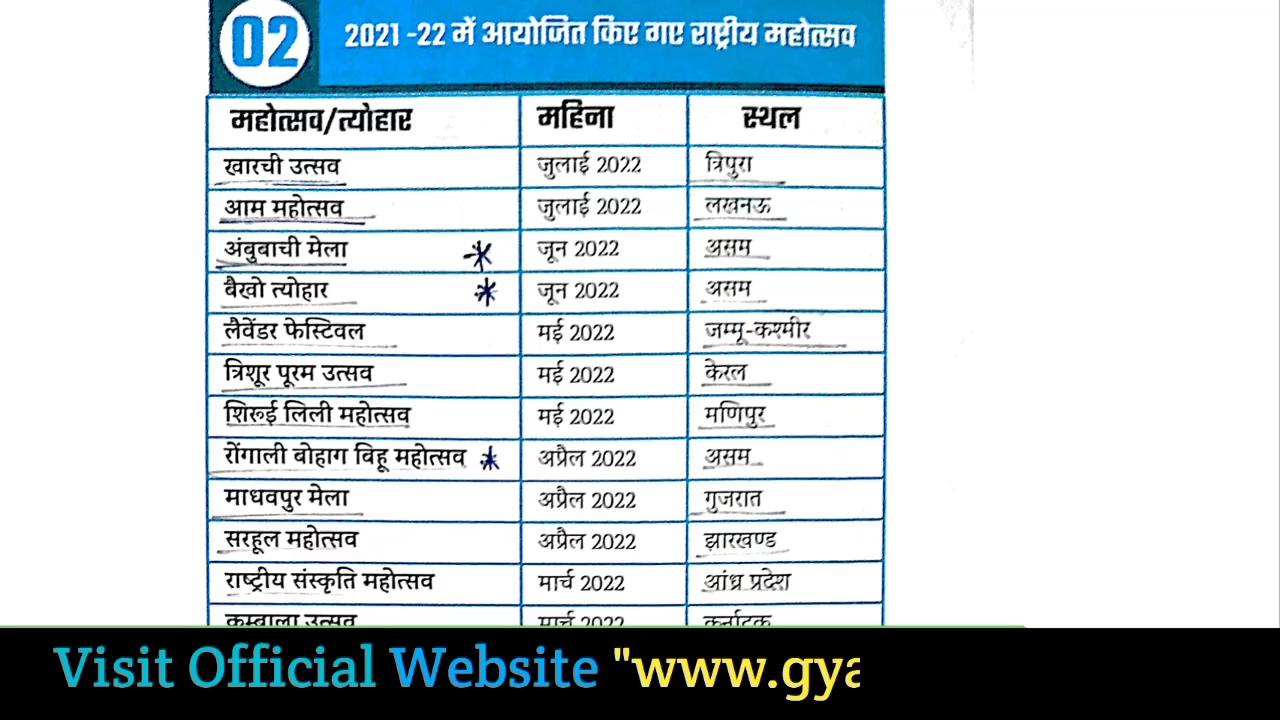 02
2021 -22 में आयोजित किए गए राष्ट्रीय महोत्सव
महोत्सव/त्योहार महिना स्थल
खारची उत्सव जुलाई 2022 त्रिपुरा
आम महोत्सव जुलाई 2022 लखनऊ
अंबुबाची मेला जून 2022 असम
बैखो त्योहार जून 2022 असम
लैवेंडर फेस्टिवल मई 2022 जम्मू-कश्मीर
त्रिशूर पूरम उत्सव मई 2022 केरल
शिरूई लिली महोत्सव मई 2022 मणिपुर
रोंगाली बोहाग बिहू महोत्सव अप्रैल 2022 असम
माधवपुर मेला अप्रैल 2022 गुजरात
सरहूल महोत्सव अप्रैल 2022 झारखण्ड
राष्ट्रीय संस्कृति महोत्सव मार्च 2022 आंध्र प्रदेश
कम्बाला उत्सव मार्च 2022 कर्नाटक
Visit Official Website "www.gya